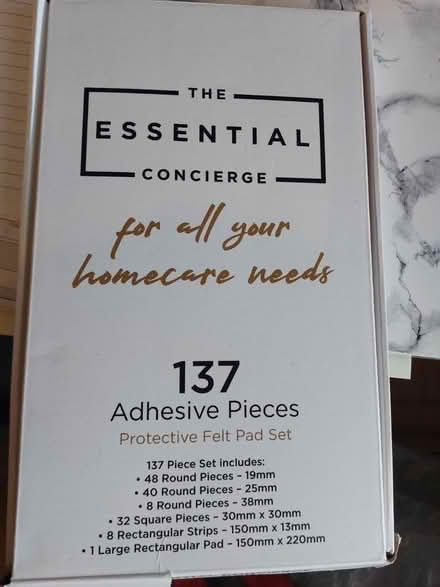 THE
ESSENTIAL
CONCIERGE
for all your
homecare needs
137
Adhesive Pieces
Protective Felt Pad Set
137 Piece Set includes:
• 48 Round Pieces – 19mm
• 40 Round Pieces – 25mm
• 8 Round Pieces – 38mm
• 32 Square Pieces – 30mm x 30mm
• 8 Rectangular Strips – 150mm x 13mm
• 1 Large Rectangular Pad – 150mm x 220mm